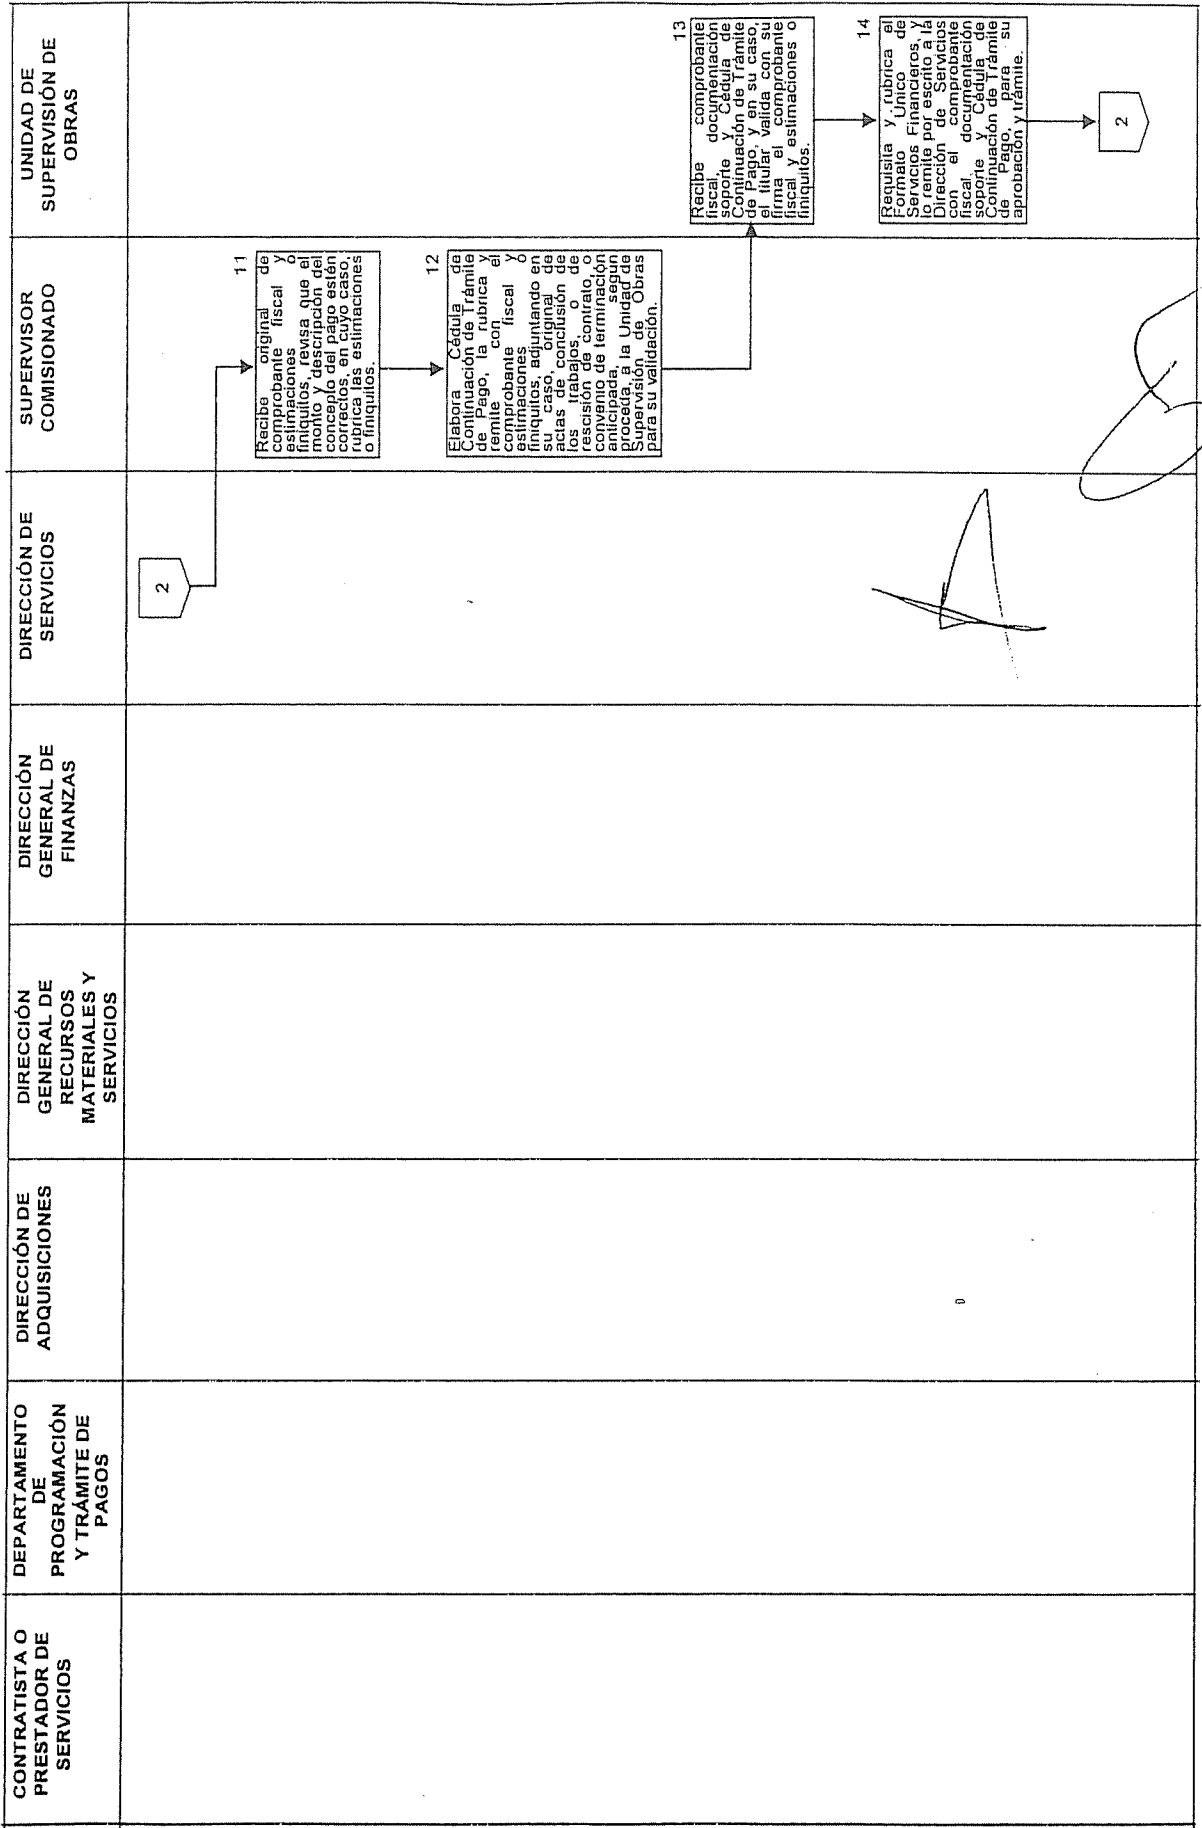 CONTRATISTA O
PRESTADOR DE
SERVICIOS
DEPARTAMENTO
DE
PROGRAMACIÓN
Y TRÁMITE DE
PAGOS
DIRECCIÓN DE
ADQUISICIONES
DIRECCIÓN
GENERAL DE
RECURSOS
MATERIALES Y
SERVICIOS
DIRECCIÓN
GENERAL DE
FINANZAS
DIRECCIÓN DE
SERVICIOS
SUPERVISOR
COMISIONADO
UNIDAD DE
SUPERVISIÓN DE
OBRAS
2
11
Recibe original de
comprobante fiscal y
estimaciones o
finiquitos, revisa que el
monto y descripción del
concepto del pago estén
correctos, en cuyo caso,
rubrica las estimaciones
o finiquitos.
12
Elabora Cédula de
Continuación de Trámite
de Pago, la rubrica y
remite con el
comprobante fiscal y
estimaciones o
finiquitos, adjuntando en
su caso, original de
actas de conclusión de
los trabajos, o de
rescisión de contrato, o
convenio de terminación
anticipada, según
proceda, a la Unidad de
Supervisión de Obras
para su validación.
13
Recibe comprobante
fiscal, documentación
soporte y Cédula de
Continuación de Trámite
de Pago, y en su caso,
el titular valida con su
firma el comprobante
fiscal y estimaciones o
finiquitos.
14
Requisita y rubrica el
Formato Único de
Servicios Financieros, y
lo remite por escrito a la
Dirección de Servicios
con el comprobante
fiscal, documentación
soporte y Cédula de
Continuación de Trámite
de Pago, para su
aprobación y trámite.
2